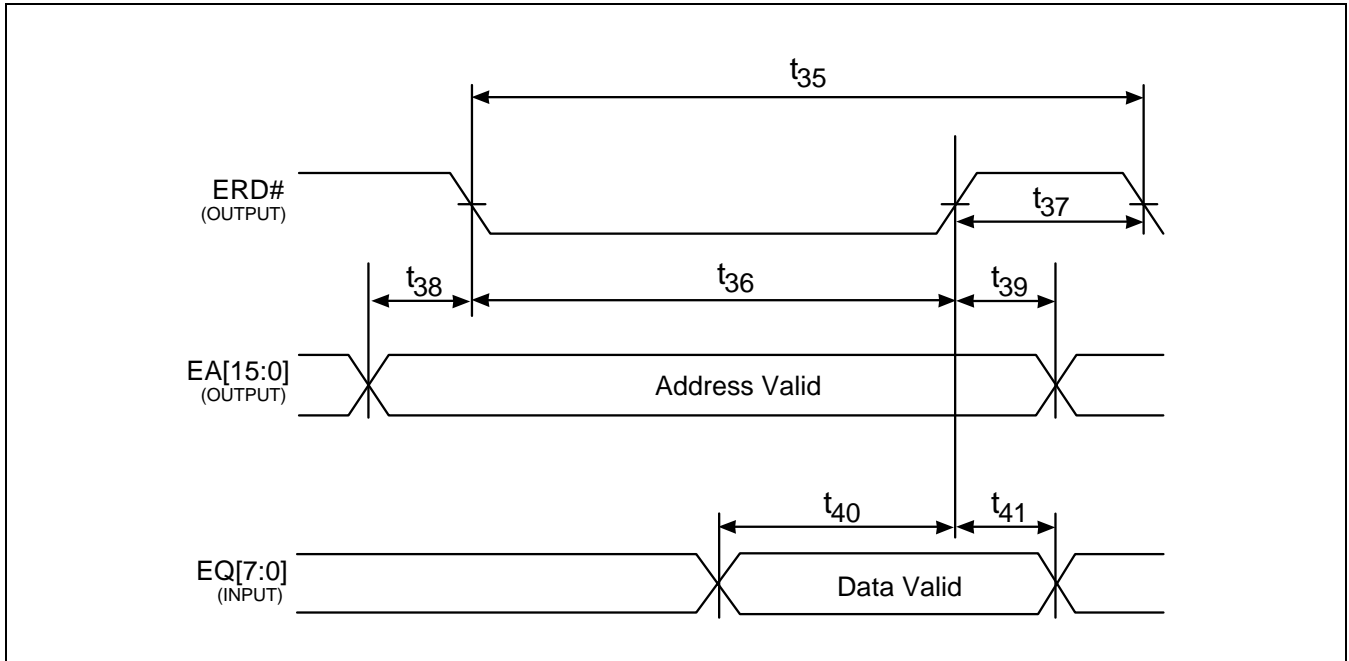 t35
ERD#
(OUTPUT)
t37
t38
t36
t39
EA[15:0]
(OUTPUT)
Address Valid
t40
t41
EQ[7:0]
(INPUT)
Data Valid